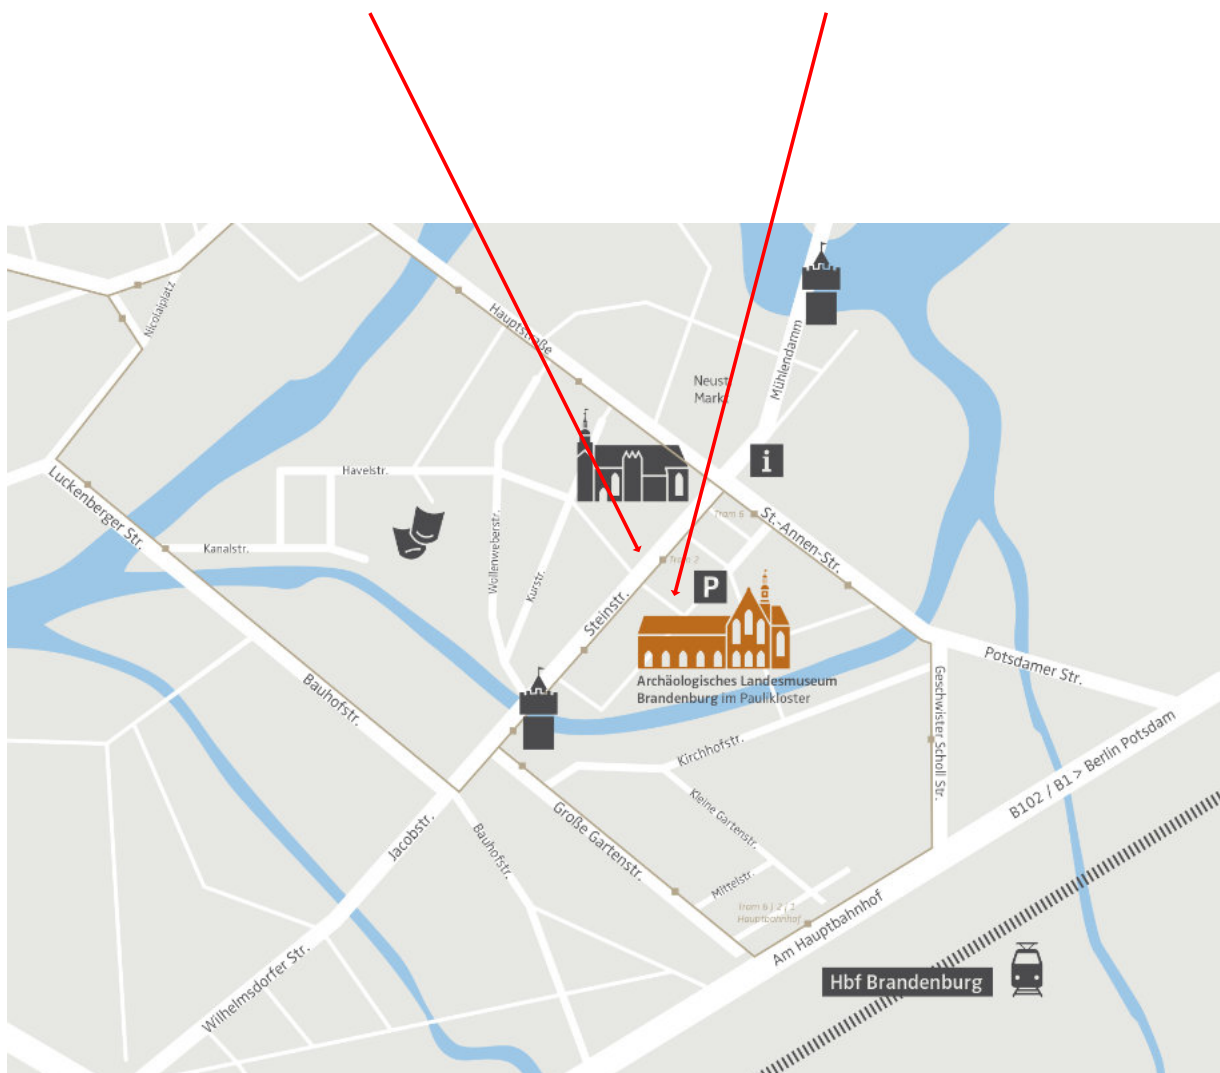 Nicolaiplatz
Hauptstraße
Mühlendamm
Neust
Mark
i
Havelstr.
Luckenberger Str.
Kanalstr.
Wollenweberstr.
Kurstr.
Tram 6
St.-Annen-Str.
Tram 2
P
Steinstr.
Archäologisches Landesmuseum
Brandenburg im Paulikloster
Potsdamer Str.
Geschwister Scholl Str.
Bauhofstr.
Kirchhofstr.
B102 / B1 > Berlin Potsdam
Kleine Gartenstr.
Große Gartenstr.
Jacobstr.
Bauhofstr.
Mittelstr.
Tram 6 | 2 | 1
Hauptbahnhof
Am Hauptbahnhof
Wilhelmsdorfer Str.
Hbf Brandenburg